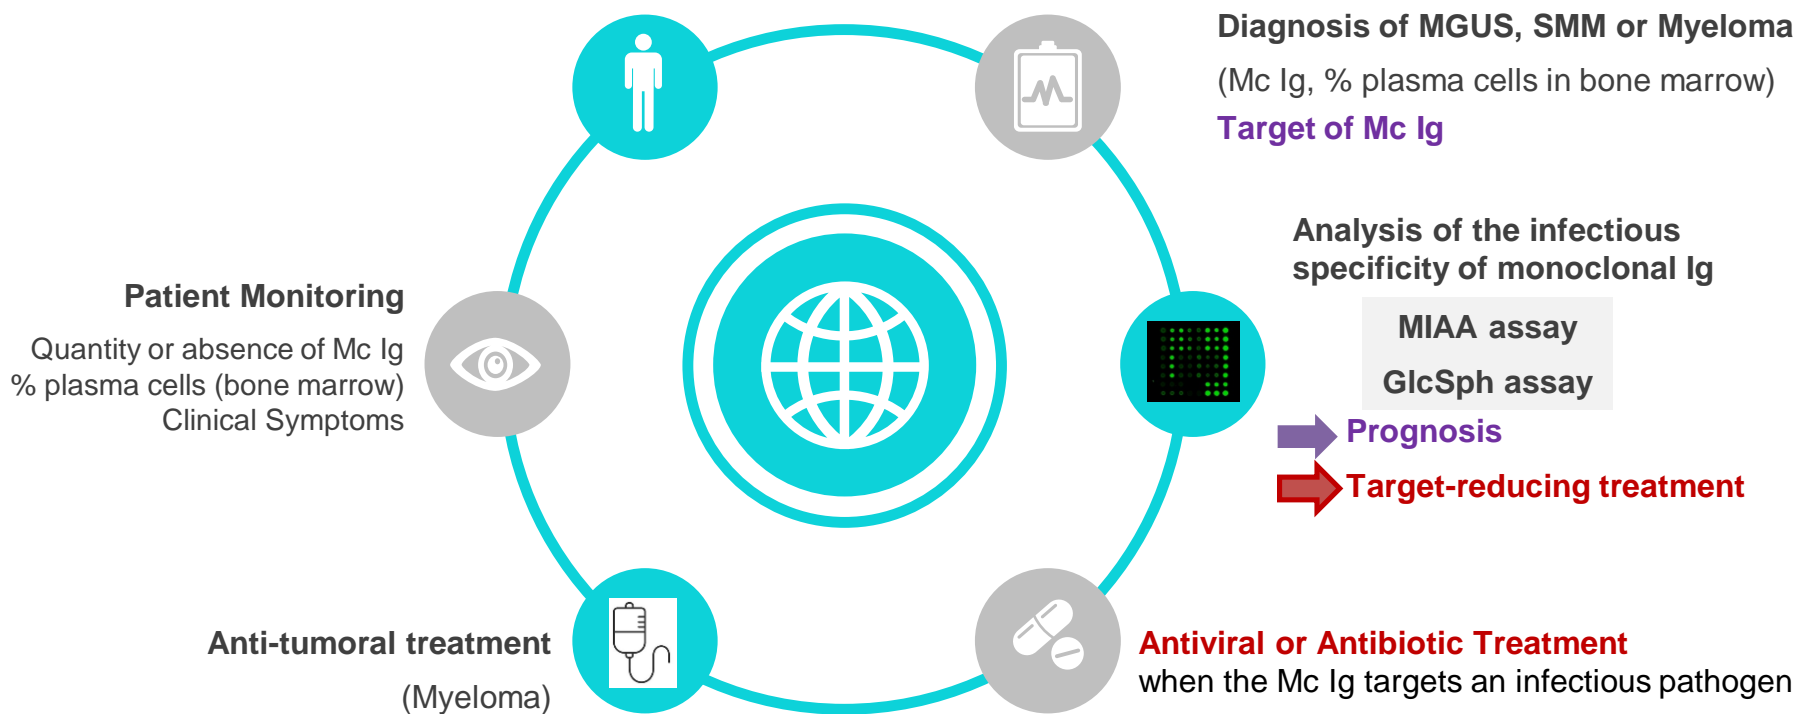 Diagnosis of MGUS, SMM or Myeloma
(Mc Ig, % plasma cells in bone marrow)
Target of Mc Ig
Analysis of the infectious
specificity of monoclonal Ig
MIAA assay
GlcSph assay
Prognosis
Target-reducing treatment
Antiviral or Antibiotic Treatment
when the Mc Ig targets an infectious pathogen
Anti-tumoral treatment
(Myeloma)
Patient Monitoring
Quantity or absence of Mc Ig
% plasma cells (bone marrow)
Clinical Symptoms